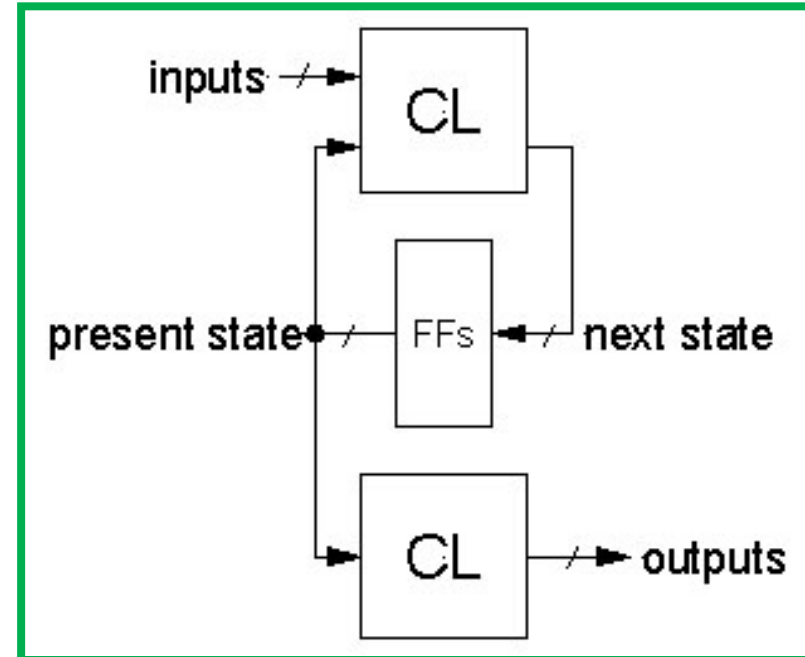 inputs
CL
present state
FFs
next state
CL
outputs